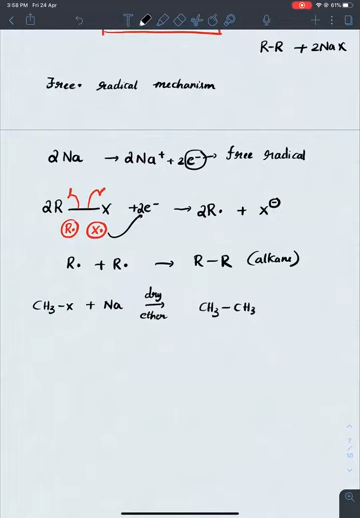 3:58 PM Fri 24 Apr
61%
R-R + 2NaX
Free• radical mechanism
2Na → 2Na⁺ + 2e⁻ → free radical
2R — X +2e⁻ → 2R• + X⊖
R• X•
R• + R• → R-R (alkane)
CH₃-X + Na dry ether → CH₃-CH₃